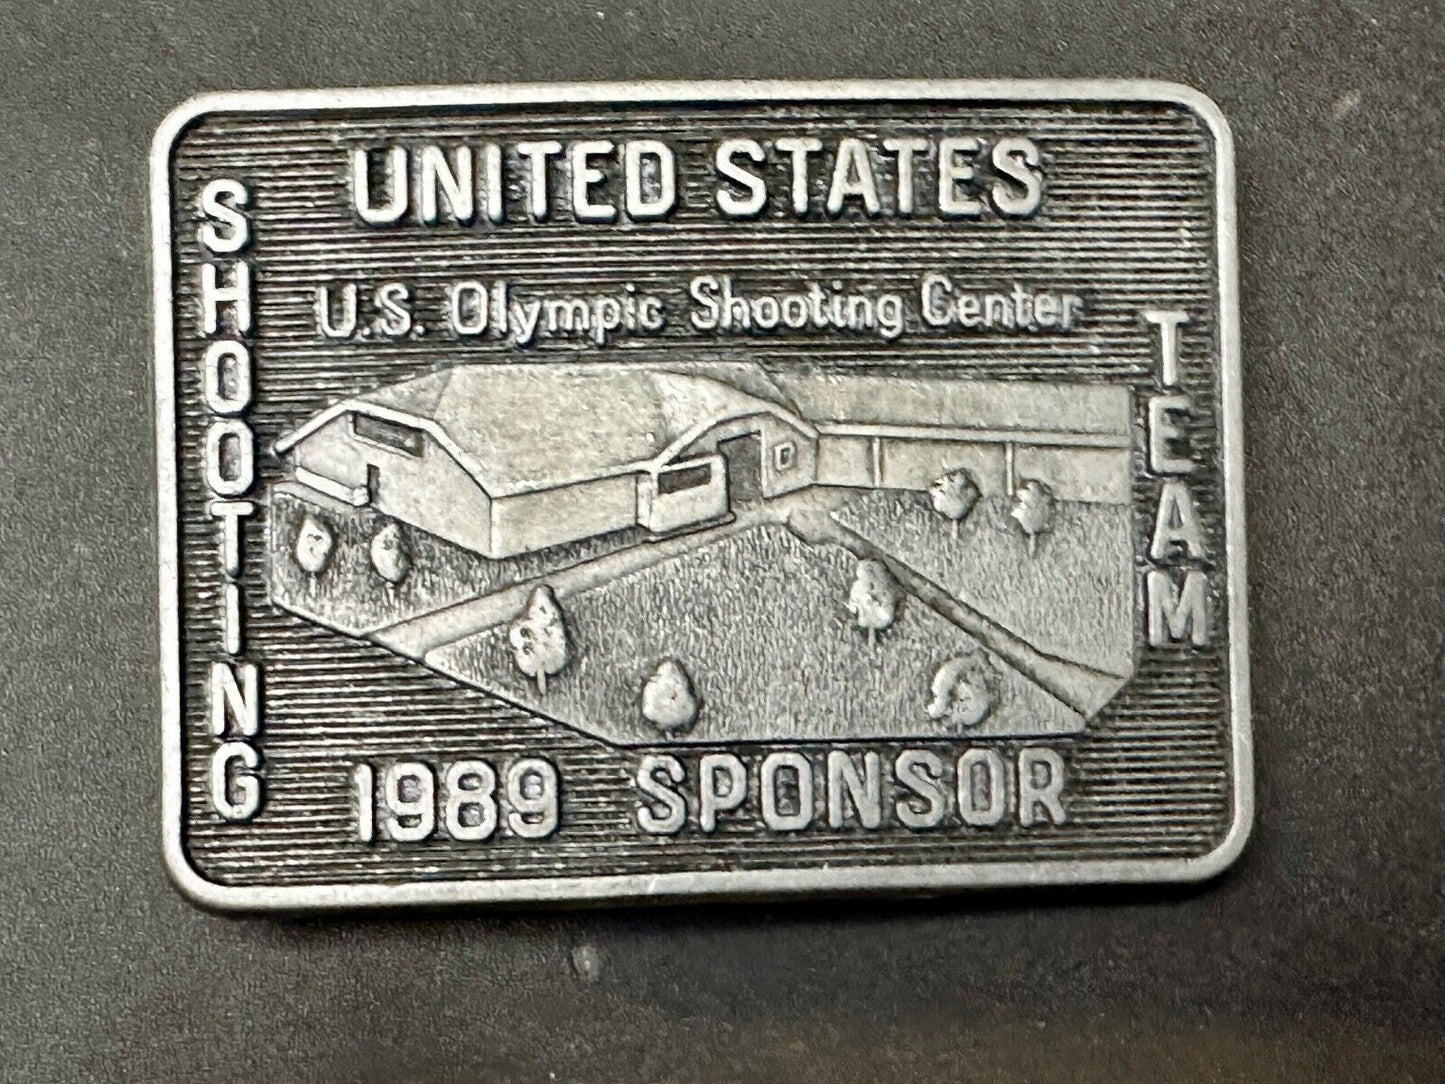 UNITED STATES
SHOOTING
TEAM
U.S. Olympic Shooting Center
1989 SPONSOR